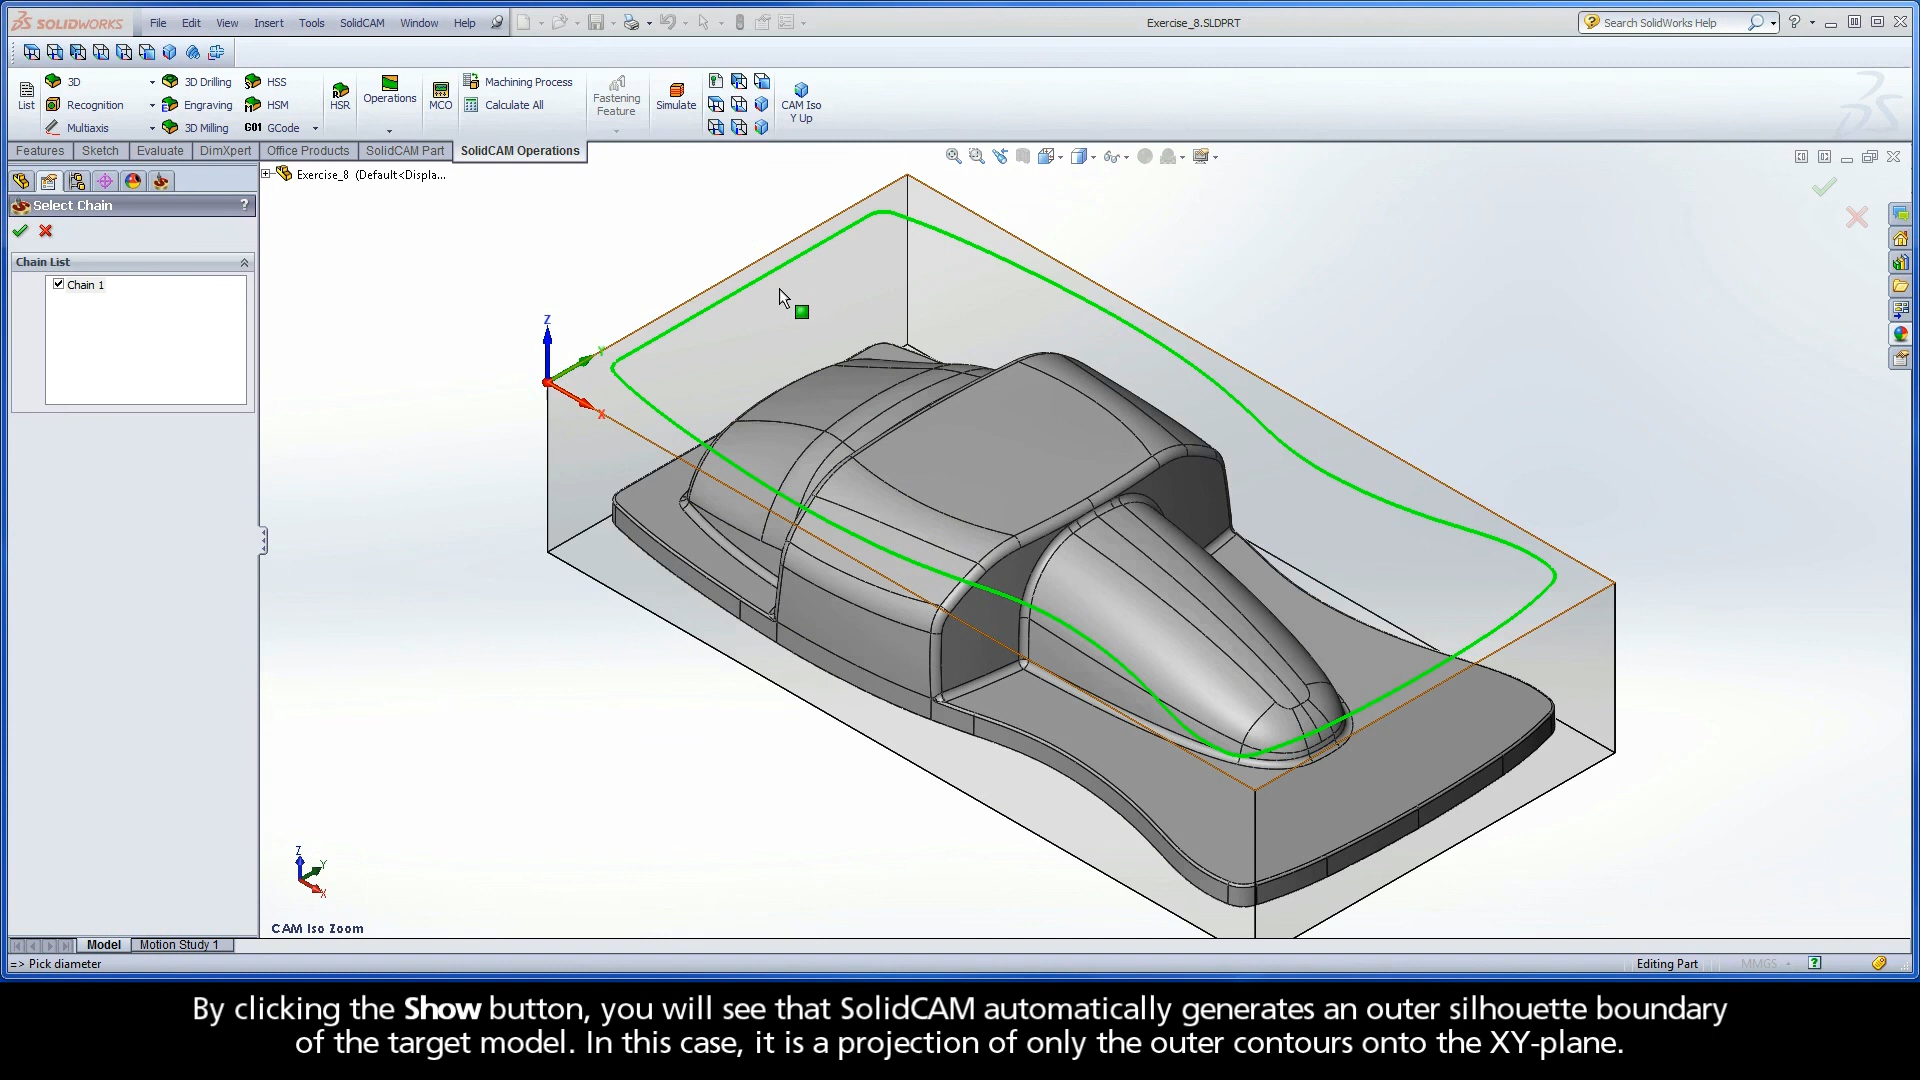 SOLIDWORKS File Edit View Insert Tools SolidCAM Window Help Exercise_8.SLDPRT Search SolidWorks Help
3D 3D Drilling HSS Machining Process
List Recognition Engraving HSM HSR Operations MCO Calculate All Fastening Feature Simulate CAM Iso Y Up
Multiaxis 3D Milling G01 GCode
Features Sketch Evaluate DimXpert Office Products SolidCAM Part SolidCAM Operations
Exercise_8 (Default<Displa...
Select Chain ?
Chain List
Chain 1
Z
Y
X
Z
Y
X
CAM Iso Zoom
Model Motion Study 1
=> Pick diameter Editing Part MMGS
By clicking the Show button, you will see that SolidCAM automatically generates an outer silhouette boundary
of the target model. In this case, it is a projection of only the outer contours onto the XY-plane.